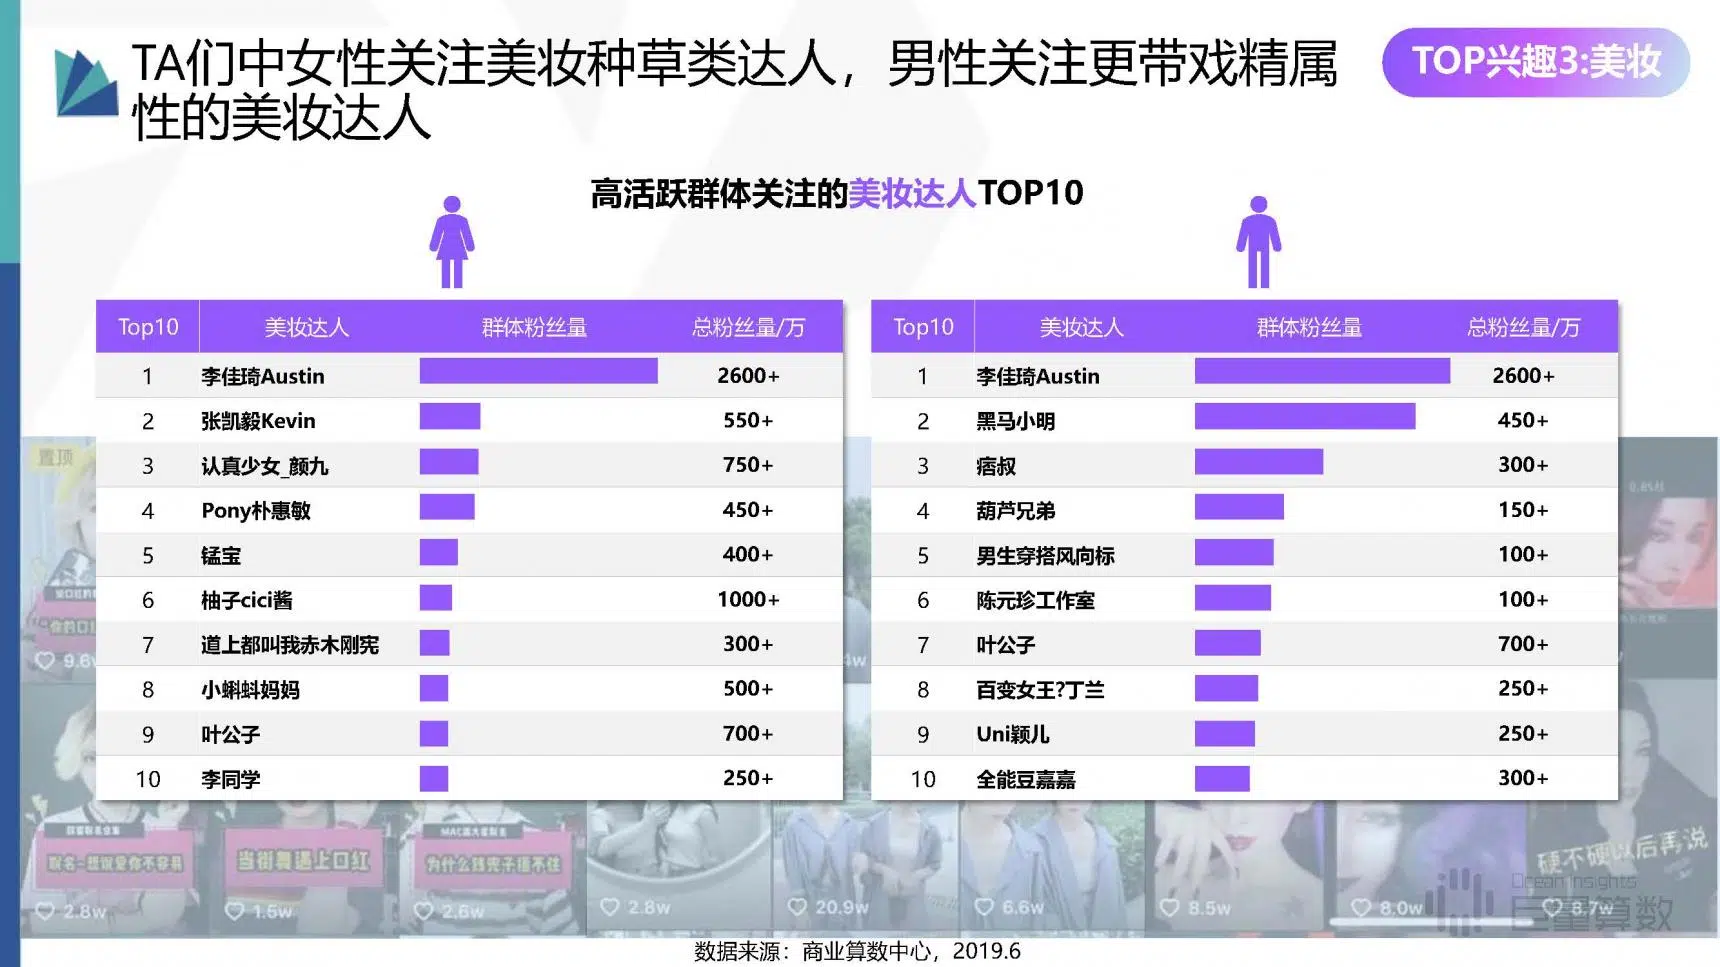 TA们中女性关注美妆种草类达人，男性关注更带戏精属
性的美妆达人
TOP兴趣3:美妆
高活跃群体关注的美妆达人TOP10
Top10 美妆达人 群体粉丝量 总粉丝量/万
1 李佳琦Austin 2600+
2 张凯毅Kevin 550+
3 认真少女_颜九 750+
4 Pony朴惠敏 450+
5 锰宝 400+
6 柚子cici酱 1000+
7 道上都叫我赤木刚宪 300+
8 小蝌蚪妈妈 500+
9 叶公子 700+
10 李同学 250+
Top10 美妆达人 群体粉丝量 总粉丝量/万
1 李佳琦Austin 2600+
2 黑马小明 450+
3 痞叔 300+
4 葫芦兄弟 150+
5 男生穿搭风向标 100+
6 陈元珍工作室 100+
7 叶公子 700+
8 百变女王?丁兰 250+
9 Uni颖儿 250+
10 全能豆嘉嘉 300+
置顶
当街舞遇上口红
为什么钱兜子捂不住
硬不硬以后再说
2.8w
1.5w
2.6w
2.8w
20.9w
6.6w
8.5w
8.0w
8.7w
Ocean Insights
巨量算数
数据来源：商业算数中心，2019.6